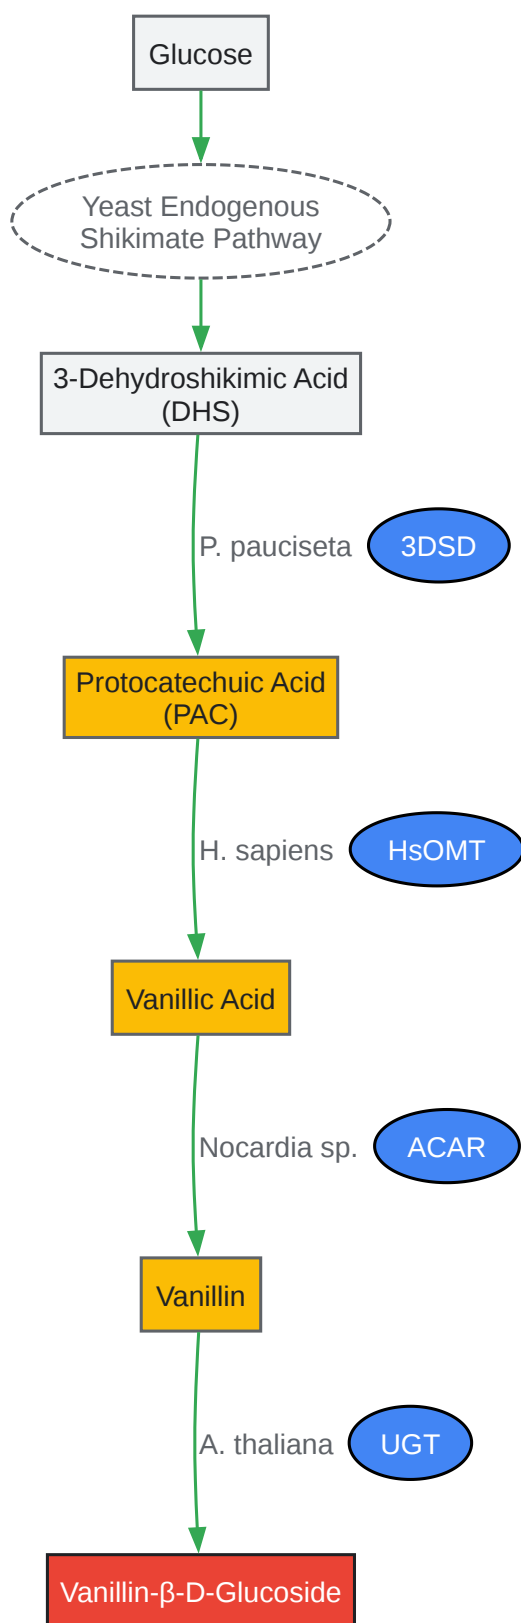 Glucose
Yeast Endogenous
Shikimate Pathway
3-Dehydroshikimic Acid
(DHS)
P. pauciseta
3DSD
Protocatechuic Acid
(PAC)
H. sapiens
HsOMT
Vanillic Acid
Nocardia sp.
ACAR
Vanillin
A. thaliana
UGT
Vanillin-β-D-Glucoside